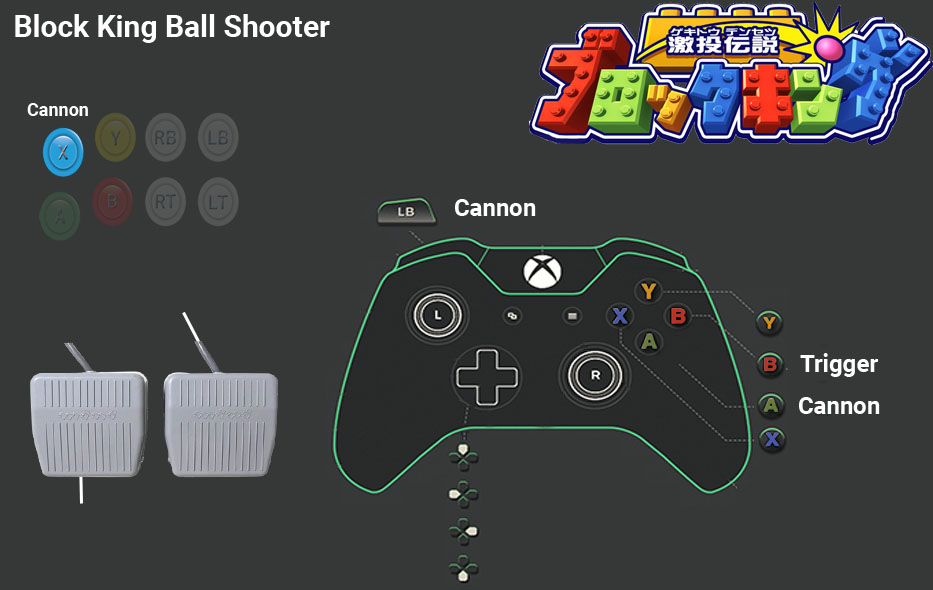 Block King Ball Shooter
ゲキトウ デンセツ
激投伝説
ブロックキング
Cannon
X Y RB LB
A B RT LT
LB Cannon
L
Y
X B
A
R
Y
B Trigger
A Cannon
X